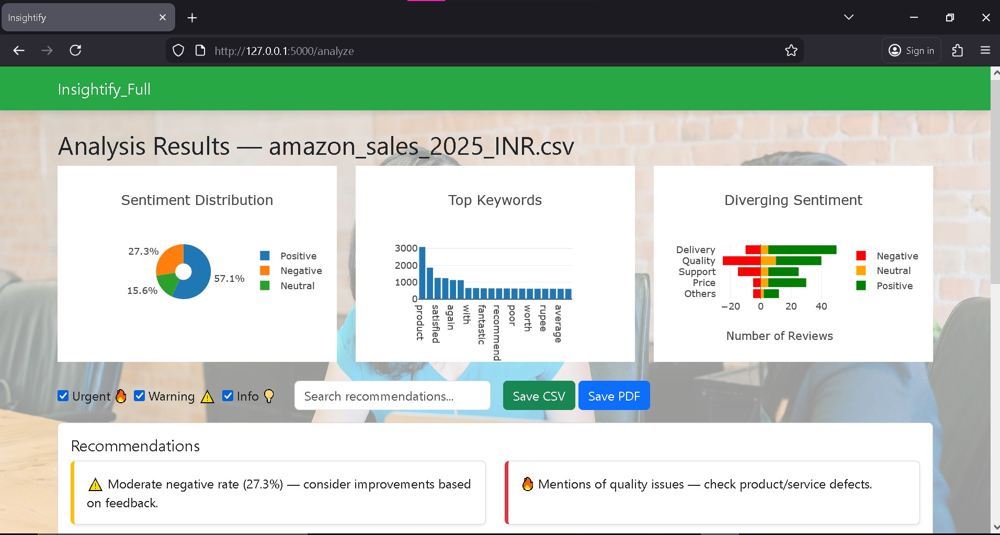 Insightify
http://127.0.0.1:5000/analyze
Sign in
Insightify_Full
Analysis Results — amazon_sales_2025_INR.csv
Sentiment Distribution
27.3%
57.1%
15.6%
Positive
Negative
Neutral
Top Keywords
3000
2000
1000
0
product
satisfied
again
with
fantastic
recommend
poor
worth
rupee
average
Diverging Sentiment
Delivery
Quality
Support
Price
Others
−20 0 20 40
Number of Reviews
Negative
Neutral
Positive
Urgent 🔥 Warning ⚠️ Info 💡 Search recommendations... Save CSV Save PDF
Recommendations
⚠️ Moderate negative rate (27.3%) — consider improvements based
on feedback.
🔥 Mentions of quality issues — check product/service defects.